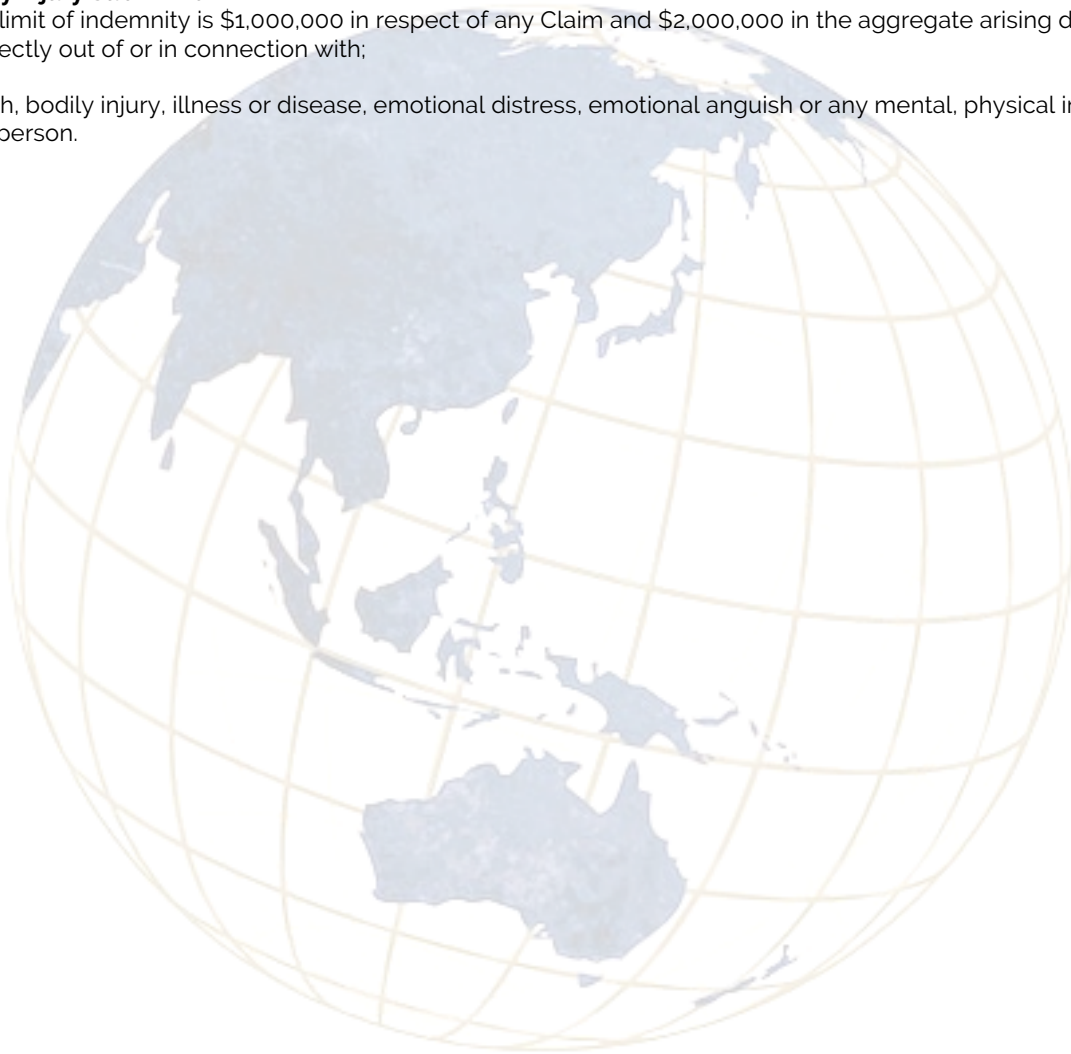 limit of indemnity is $1,000,000 in respect of any Claim and $2,000,000 in the aggregate arising
ectly out of or in connection with;
h, bodily injury, illness or disease, emotional distress, emotional anguish or any mental, physical
person.